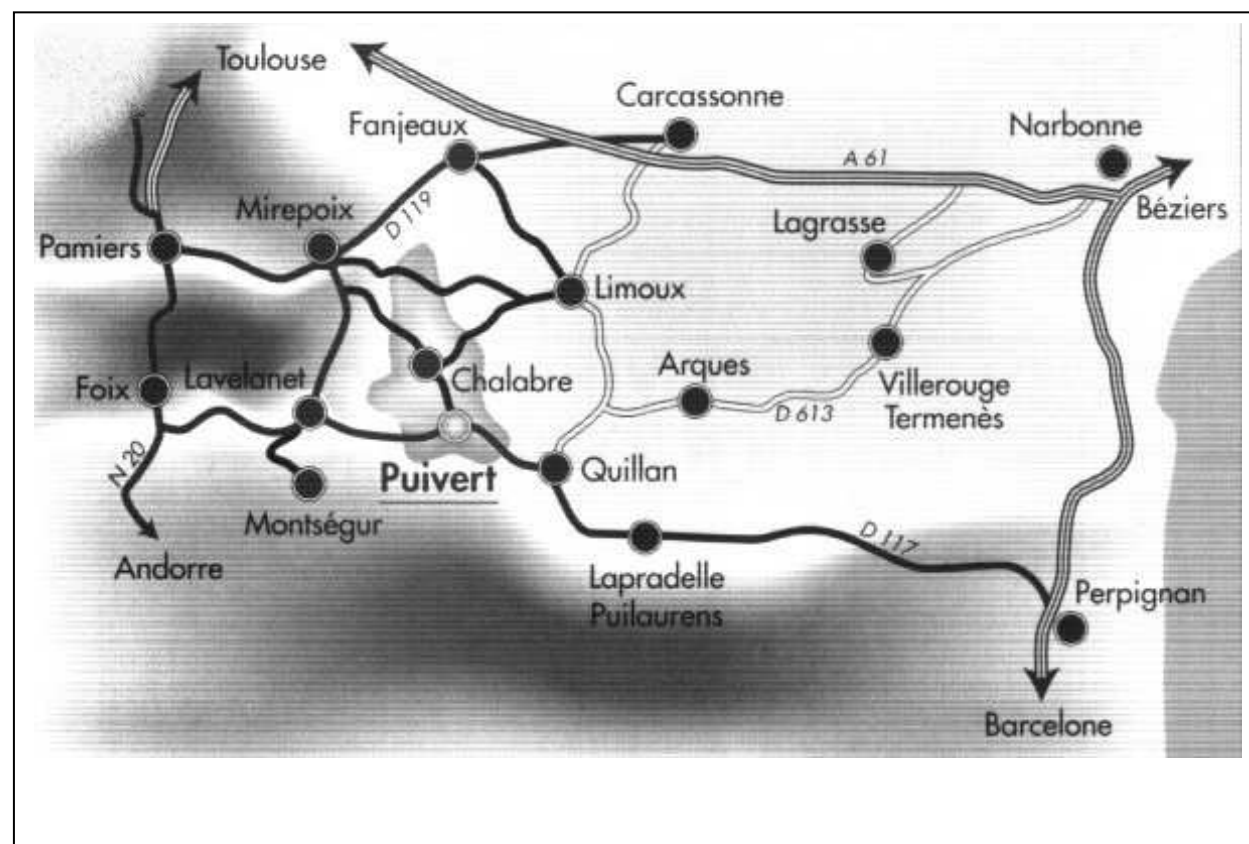 Toulouse
Carcassonne
Fanjeaux
Narbonne
A 61
Béziers
Mirepoix
D 119
Lagrasse
Pamiers
Limoux
Foix
Lavelanet
Chalabre
Arques
Villerouge
Termenès
D 613
N 20
Puivert
Quillan
Montségur
D 117
Andorre
Lapradelle
Puilaurens
Perpignan
Barcelone